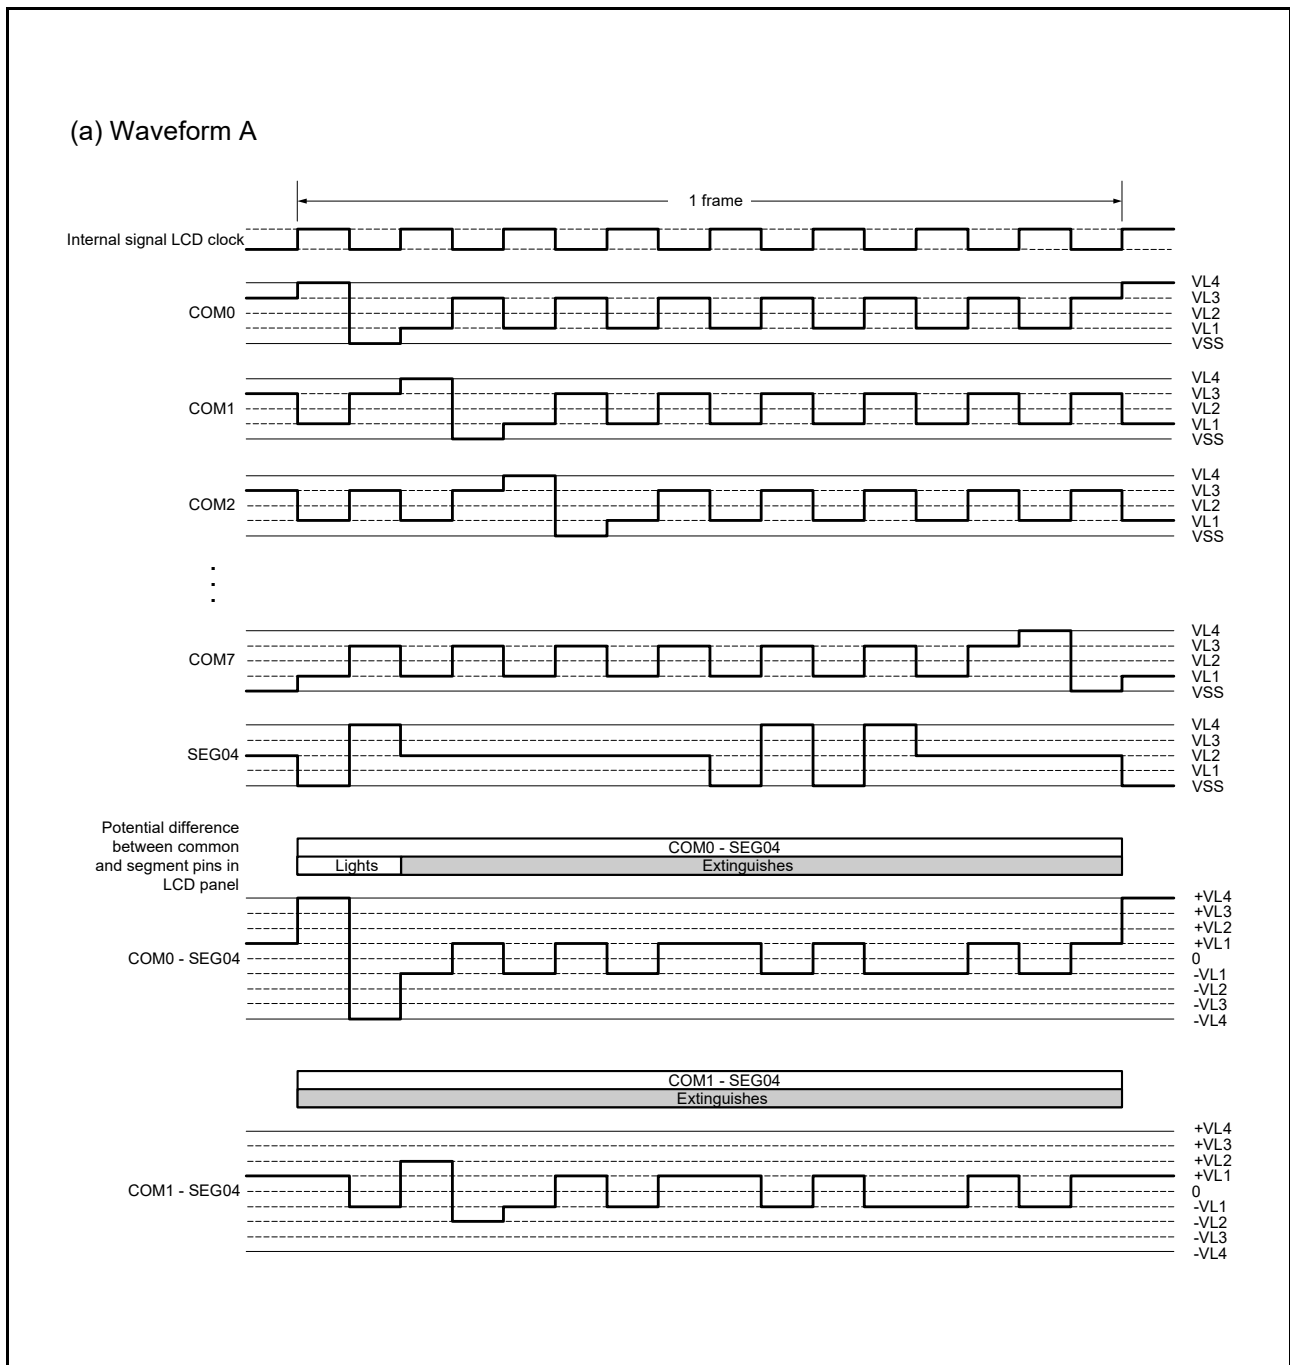 (a) Waveform A
1 frame
Internal signal LCD clock
COM0
VL4
VL3
VL2
VL1
VSS
COM1
VL4
VL3
VL2
VL1
VSS
COM2
VL4
VL3
VL2
VL1
VSS
COM7
VL4
VL3
VL2
VL1
VSS
SEG04
VL4
VL3
VL2
VL1
VSS
Potential difference
between common
and segment pins in
LCD panel
COM0 - SEG04
Lights
Extinguishes
COM0 - SEG04
+VL4
+VL3
+VL2
+VL1
0
-VL1
-VL2
-VL3
-VL4
COM1 - SEG04
Extinguishes
COM1 - SEG04
+VL4
+VL3
+VL2
+VL1
0
-VL1
-VL2
-VL3
-VL4